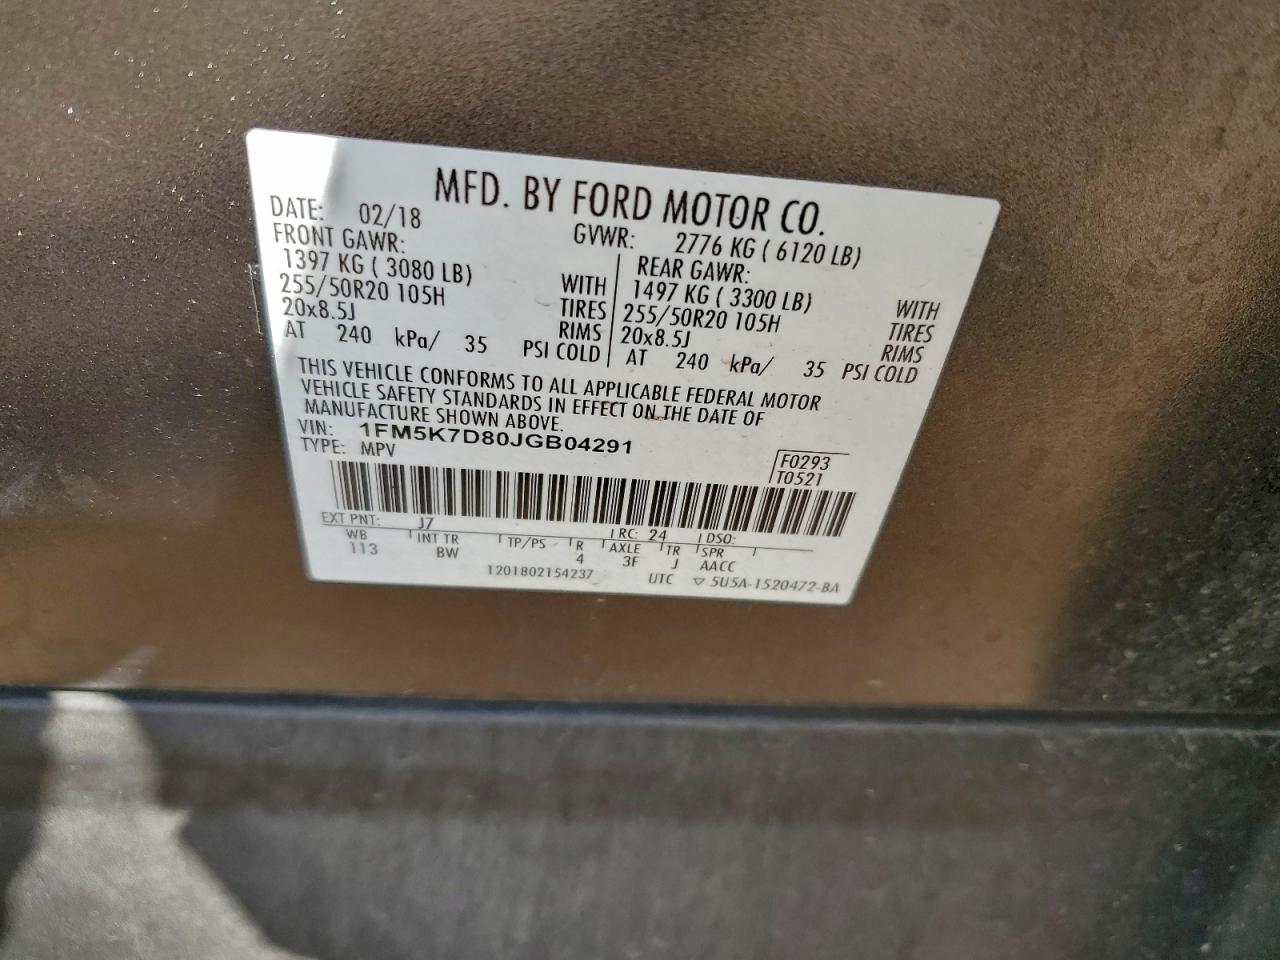 MFD. BY FORD MOTOR CO.
DATE: 02/18 GVWR: 2776 KG ( 6120 LB)
FRONT GAWR:
1397 KG ( 3080 LB) WITH
255/50R20 105H TIRES
20x8.5J RIMS
AT 240 kPa/ 35 PSI COLD
REAR GAWR:
1497 KG ( 3300 LB) WITH
255/50R20 105H TIRES
20x8.5J RIMS
AT 240 kPa/ 35 PSI COLD
THIS VEHICLE CONFORMS TO ALL APPLICABLE FEDERAL MOTOR
VEHICLE SAFETY STANDARDS IN EFFECT ON THE DATE OF
MANUFACTURE SHOWN ABOVE.
VIN: 1FM5K7D80JGB04291
TYPE: MPV
F0293
T0521
EXT PNT: J7 RC: 24 DSO:
WB INT TR TP/PS R AXLE TR SPR
113 BW 4 3F J AACC
1201802154237 UTC ▽ 5U5A-1520472-BA